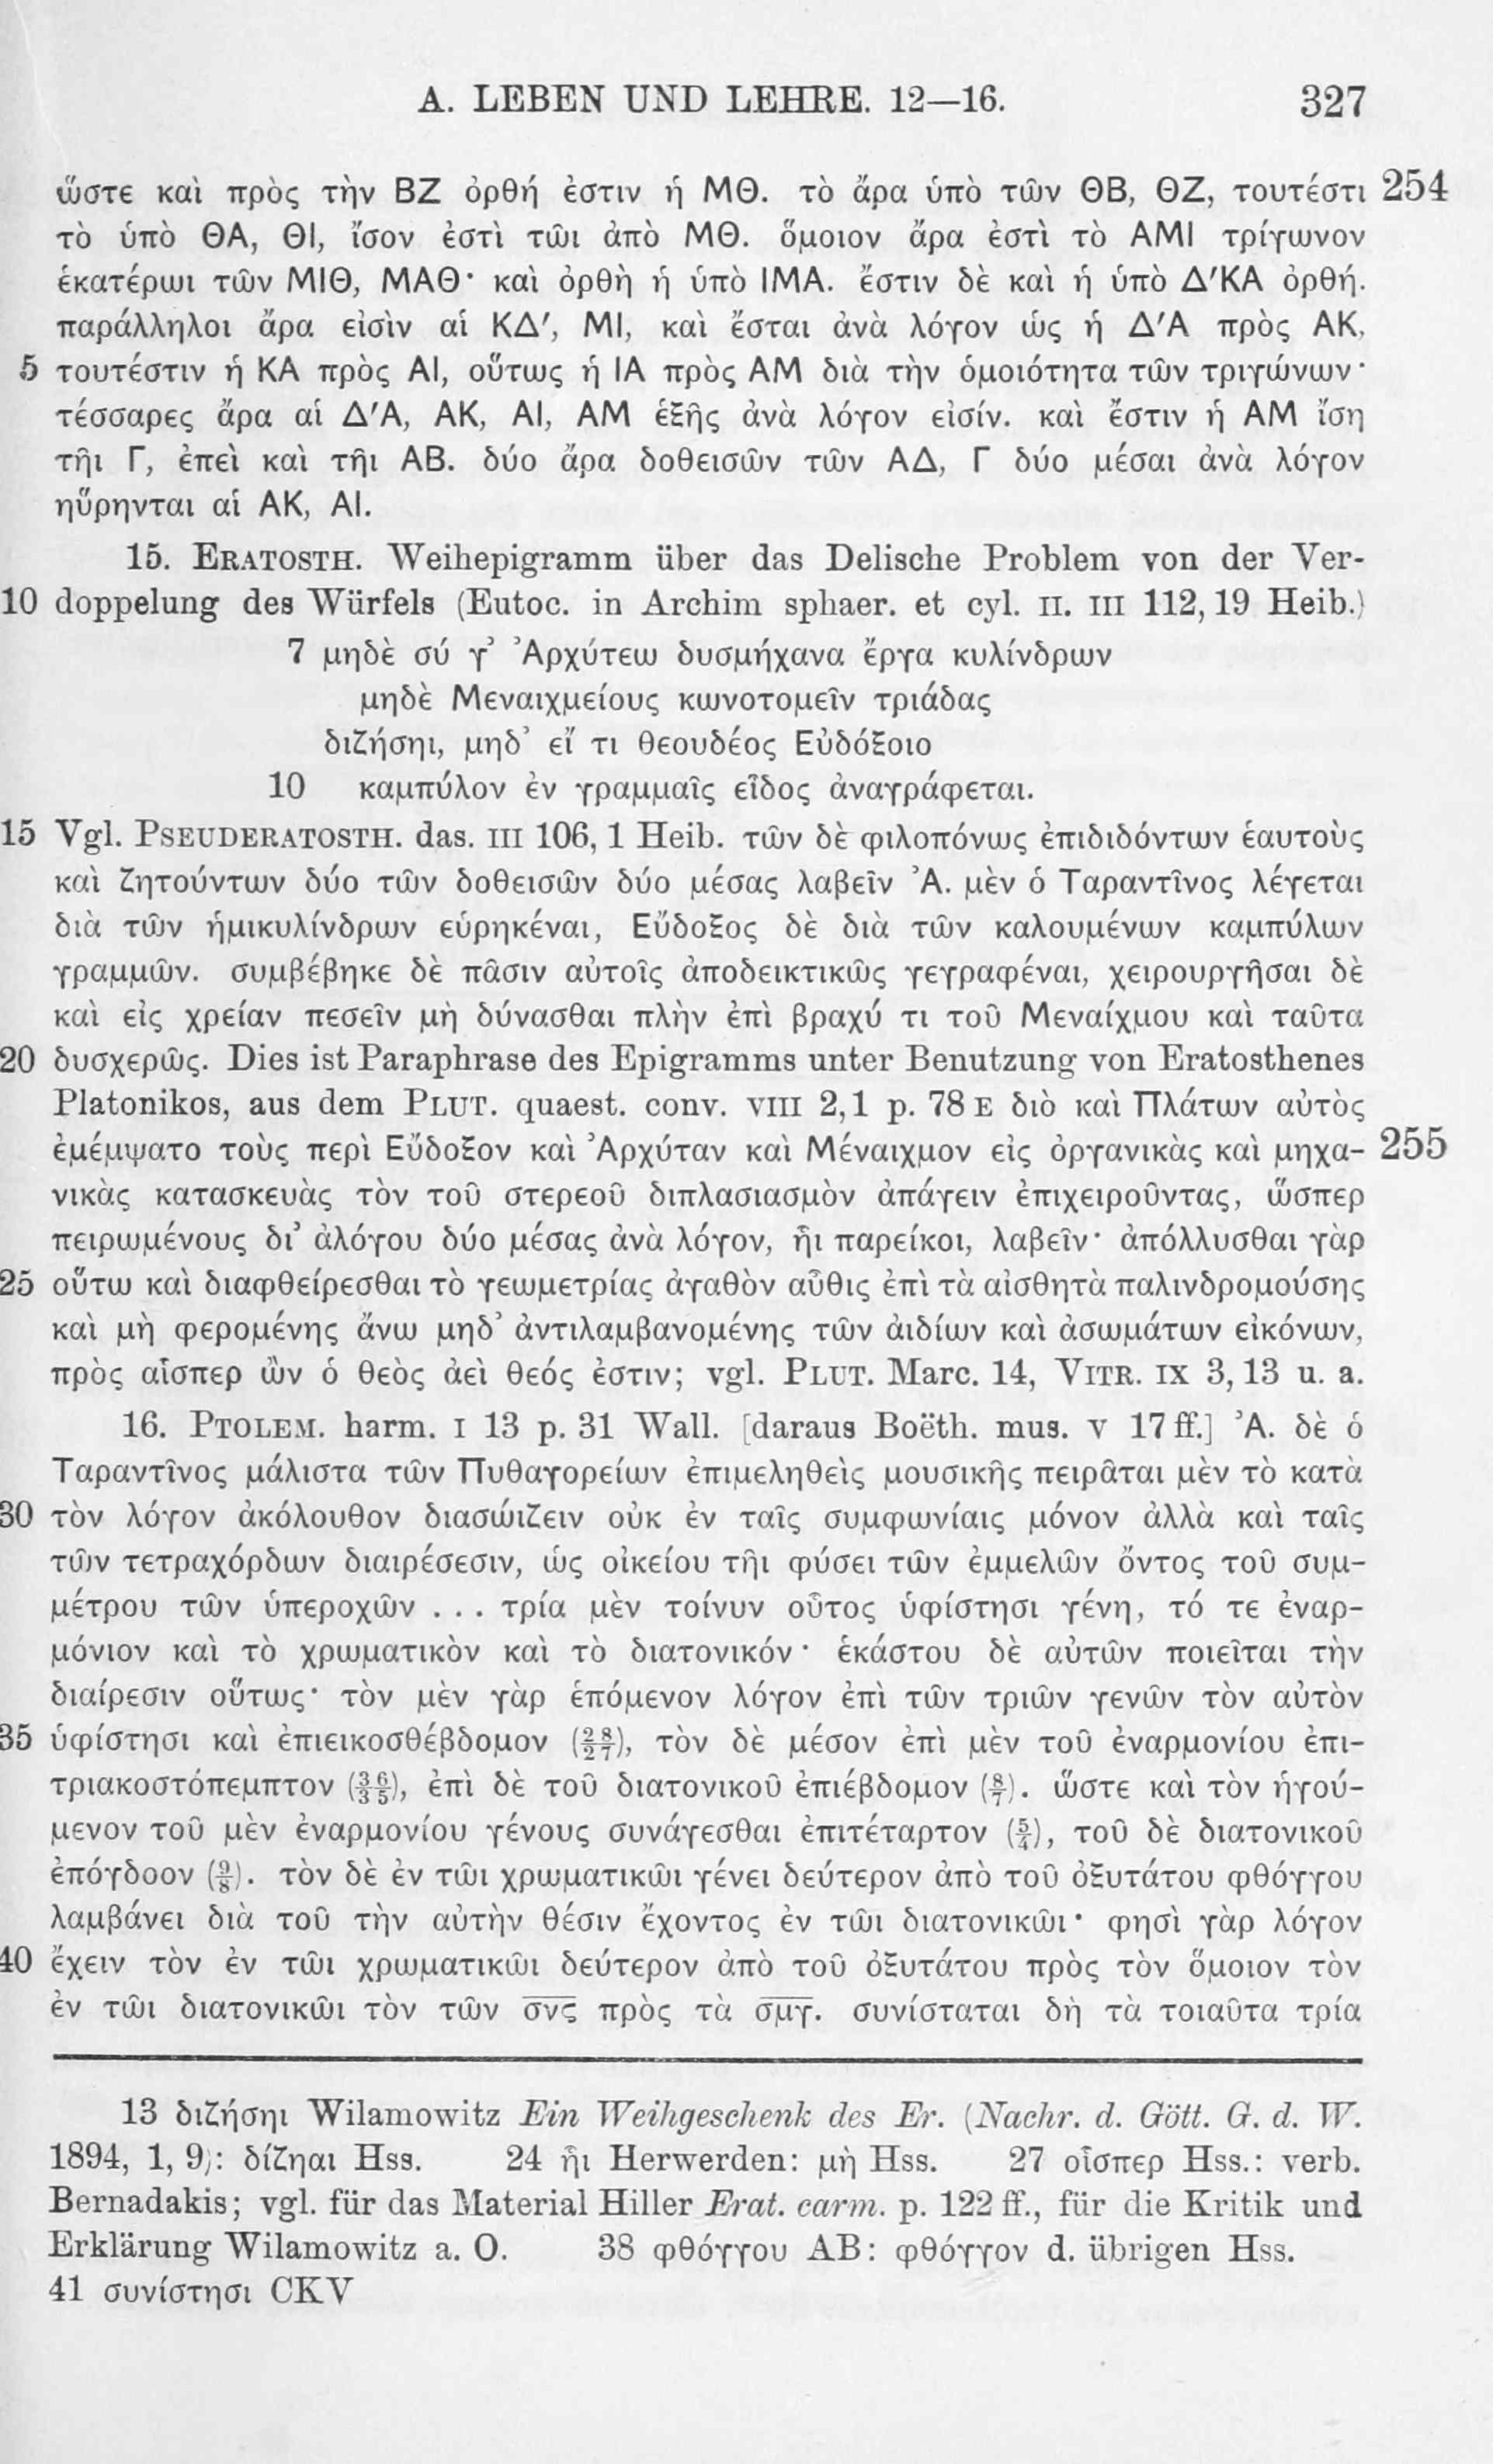 A. LEBEN UND LEHRE. 12—16. 327
ὥστε καὶ πρὸς τὴν ΒΖ ὀρθή ἐστιν ἡ ΜΘ. τὸ ἄρα ὑπὸ τῶν ΘΒ, ΘΖ, τουτέστι 254
τὸ ὑπὸ ΘΑ, ΘΙ, ἴσον ἐστὶ τῶι ἀπὸ ΜΘ. ὅμοιον ἄρα ἐστὶ τὸ ΑΜΙ τρίγωνον
ἑκατέρωι τῶν ΜΙΘ, ΜΑΘ· καὶ ὀρθὴ ἡ ὑπὸ ΙΜΑ. ἔστιν δὲ καὶ ἡ ὑπὸ Δ'ΚΑ ὀρθή.
παράλληλοι ἄρα εἰσὶν αἱ ΚΔ', ΜΙ, καὶ ἔσται ἀνὰ λόγον ὡς ἡ Δ'Α πρὸς ΑΚ,
5 τουτέστιν ἡ ΚΑ πρὸς ΑΙ, οὕτως ἡ ΙΑ πρὸς ΑΜ διὰ τὴν ὁμοιότητα τῶν τριγώνων·
τέσσαρες ἄρα αἱ Δ'Α, ΑΚ, ΑΙ, ΑΜ ἑξῆς ἀνὰ λόγον εἰσίν. καὶ ἔστιν ἡ ΑΜ ἴση
τῆι Γ, ἐπεὶ καὶ τῆι ΑΒ. δύο ἄρα δοθεισῶν τῶν ΑΔ, Γ δύο μέσαι ἀνὰ λόγον
ηὕρηνται αἱ ΑΚ, ΑΙ.
15. ERATOSTH. Weihepigramm über das Delische Problem von der Ver-
10 doppelung des Würfels (Eutoc. in Archim sphaer. et cyl. II. III 112, 19 Heib.)
7 μηδὲ σύ γ᾽ Ἀρχύτεω δυσμήχανα ἔργα κυλίνδρων
μηδὲ Μεναιχμείους κωνοτομεῖν τριάδας
διζήσηι, μηδ᾽ εἴ τι θεουδέος Εὐδόξοιο
10 καμπύλον ἐν γραμμαῖς εἶδος ἀναγράφεται.
15 Vgl. PSEUDERATOSTH. das. III 106, 1 Heib. τῶν δὲ φιλοπόνως ἐπιδιδόντων ἑαυτοὺς
καὶ ζητούντων δύο τῶν δοθεισῶν δύο μέσας λαβεῖν Ἀ. μὲν ὁ Ταραντῖνος λέγεται
διὰ τῶν ἡμικυλίνδρων εὑρηκέναι, Εὔδοξος δὲ διὰ τῶν καλουμένων καμπύλων
γραμμῶν. συμβέβηκε δὲ πᾶσιν αὐτοῖς ἀποδεικτικῶς γεγραφέναι, χειρουργῆσαι δὲ
καὶ εἰς χρείαν πεσεῖν μὴ δύνασθαι πλὴν ἐπὶ βραχύ τι τοῦ Μεναίχμου καὶ ταῦτα
20 δυσχερῶς. Dies ist Paraphrase des Epigramms unter Benutzung von Eratosthenes
Platonikos, aus dem PLUT. quaest. conv. VIII 2,1 p. 78 E διὸ καὶ Πλάτων αὐτὸς
ἐμέμψατο τοὺς περὶ Εὔδοξον καὶ Ἀρχύταν καὶ Μέναιχμον εἰς ὀργανικὰς καὶ μηχα- 255
νικὰς κατασκευὰς τὸν τοῦ στερεοῦ διπλασιασμὸν ἀπάγειν ἐπιχειροῦντας, ὥσπερ
πειρωμένους δι᾽ ἀλόγου δύο μέσας ἀνὰ λόγον, ἧι παρείκοι, λαβεῖν· ἀπόλλυσθαι γὰρ
25 οὕτω καὶ διαφθείρεσθαι τὸ γεωμετρίας ἀγαθὸν αὖθις ἐπὶ τὰ αἰσθητὰ παλινδρομούσης
καὶ μὴ φερομένης ἄνω μηδ᾽ ἀντιλαμβανομένης τῶν ἀιδίων καὶ ἀσωμάτων εἰκόνων,
πρὸς αἷσπερ ὢν ὁ θεὸς ἀεὶ θεός ἐστιν; vgl. PLUT. Marc. 14, VITR. IX 3, 13 u. a.
16. PTOLEM. harm. I 13 p. 31 Wall. [daraus Boëth. mus. V 17 ff.] Ἀ. δὲ ὁ
Ταραντῖνος μάλιστα τῶν Πυθαγορείων ἐπιμεληθεὶς μουσικῆς πειρᾶται μὲν τὸ κατὰ
30 τὸν λόγον ἀκόλουθον διασώιζειν οὐκ ἐν ταῖς συμφωνίαις μόνον ἀλλὰ καὶ ταῖς
τῶν τετραχόρδων διαιρέσεσιν, ὡς οἰκείου τῆι φύσει τῶν ἐμμελῶν ὄντος τοῦ συμ-
μέτρου τῶν ὑπεροχῶν . . . τρία μὲν τοίνυν οὗτος ὑφίστησι γένη, τό τε ἐναρ-
μόνιον καὶ τὸ χρωματικὸν καὶ τὸ διατονικόν· ἑκάστου δὲ αὐτῶν ποιεῖται τὴν
διαίρεσιν οὕτως· τὸν μὲν γὰρ ἑπόμενον λόγον ἐπὶ τῶν τριῶν γενῶν τὸν αὐτὸν
35 ὑφίστησι καὶ ἐπιεικοσθέβδομον (28/27), τὸν δὲ μέσον ἐπὶ μὲν τοῦ ἐναρμονίου ἐπι-
τριακοστόπεμπτον (36/35), ἐπὶ δὲ τοῦ διατονικοῦ ἐπιέβδομον (8/7). ὥστε καὶ τὸν ἡγού-
μενον τοῦ μὲν ἐναρμονίου γένους συνάγεσθαι ἐπιτέταρτον (5/4), τοῦ δὲ διατονικοῦ
ἐπόγδοον (9/8). τὸν δὲ ἐν τῶι χρωματικῶι γένει δεύτερον ἀπὸ τοῦ ὀξυτάτου φθόγγου
λαμβάνει διὰ τοῦ τὴν αὐτὴν θέσιν ἔχοντος ἐν τῶι διατονικῶι· φησὶ γὰρ λόγον
40 ἔχειν τὸν ἐν τῶι χρωματικῶι δεύτερον ἀπὸ τοῦ ὀξυτάτου πρὸς τὸν ὅμοιον τὸν
ἐν τῶι διατονικῶι τὸν τῶν σνς πρὸς τὰ σμγ. συνίσταται δὴ τὰ τοιαῦτα τρία
13 διζήσηι Wilamowitz Ein Weihgeschenk des Er. (Nachr. d. Gött. G. d. W.
1894, 1, 9): δίζηαι Hss. 24 ἧι Herwerden: μὴ Hss. 27 οἷσπερ Hss.: verb.
Bernadakis; vgl. für das Material Hiller Erat. carm. p. 122 ff., für die Kritik und
Erklärung Wilamowitz a. O. 38 φθόγγου AB: φθόγγον d. übrigen Hss.
41 συνίστησι CKV